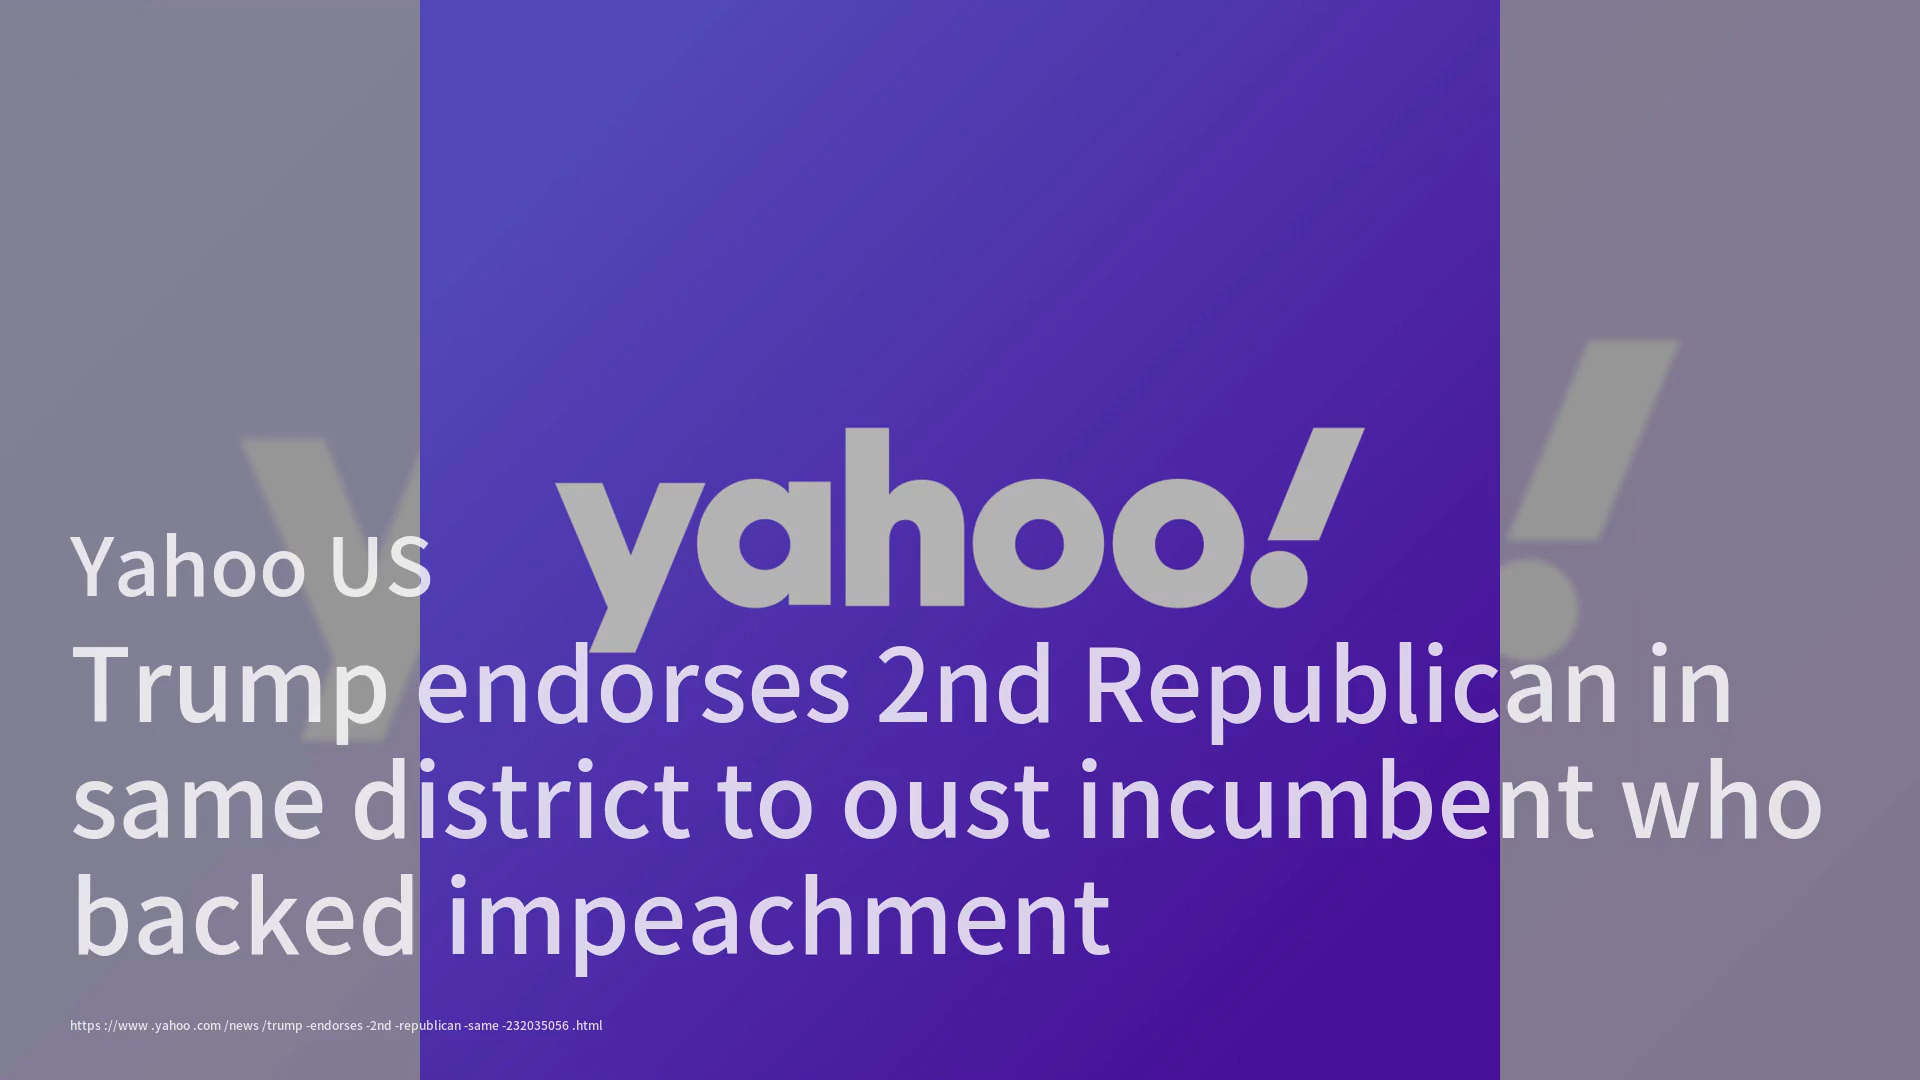 yahoo!
Yahoo US
Trump endorses 2nd Republican in
same district to oust incumbent who
backed impeachment
https ://www .yahoo .com /news /trump -endorses -2nd -republican -same -232035056 .html